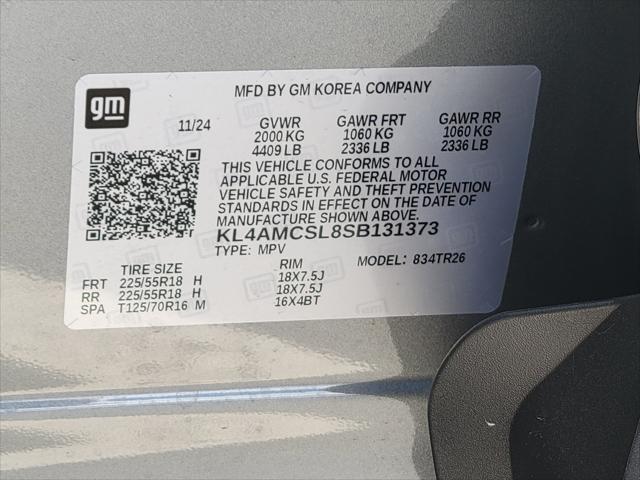 MFD BY GM KOREA COMPANY
gm
11/24 GVWR GAWR FRT GAWR RR
2000 KG 1060 KG 1060 KG
4409 LB 2336 LB 2336 LB
THIS VEHICLE CONFORMS TO ALL
APPLICABLE U.S. FEDERAL MOTOR
VEHICLE SAFETY AND THEFT PREVENTION
STANDARDS IN EFFECT ON THE DATE OF
MANUFACTURE SHOWN ABOVE.
KL4AMCSL8SB131373
TYPE: MPV MODEL: 834TR26
TIRE SIZE RIM
FRT 225/55R18 H 18X7.5J
RR 225/55R18 H 18X7.5J
SPA T125/70R16 M 16X4BT